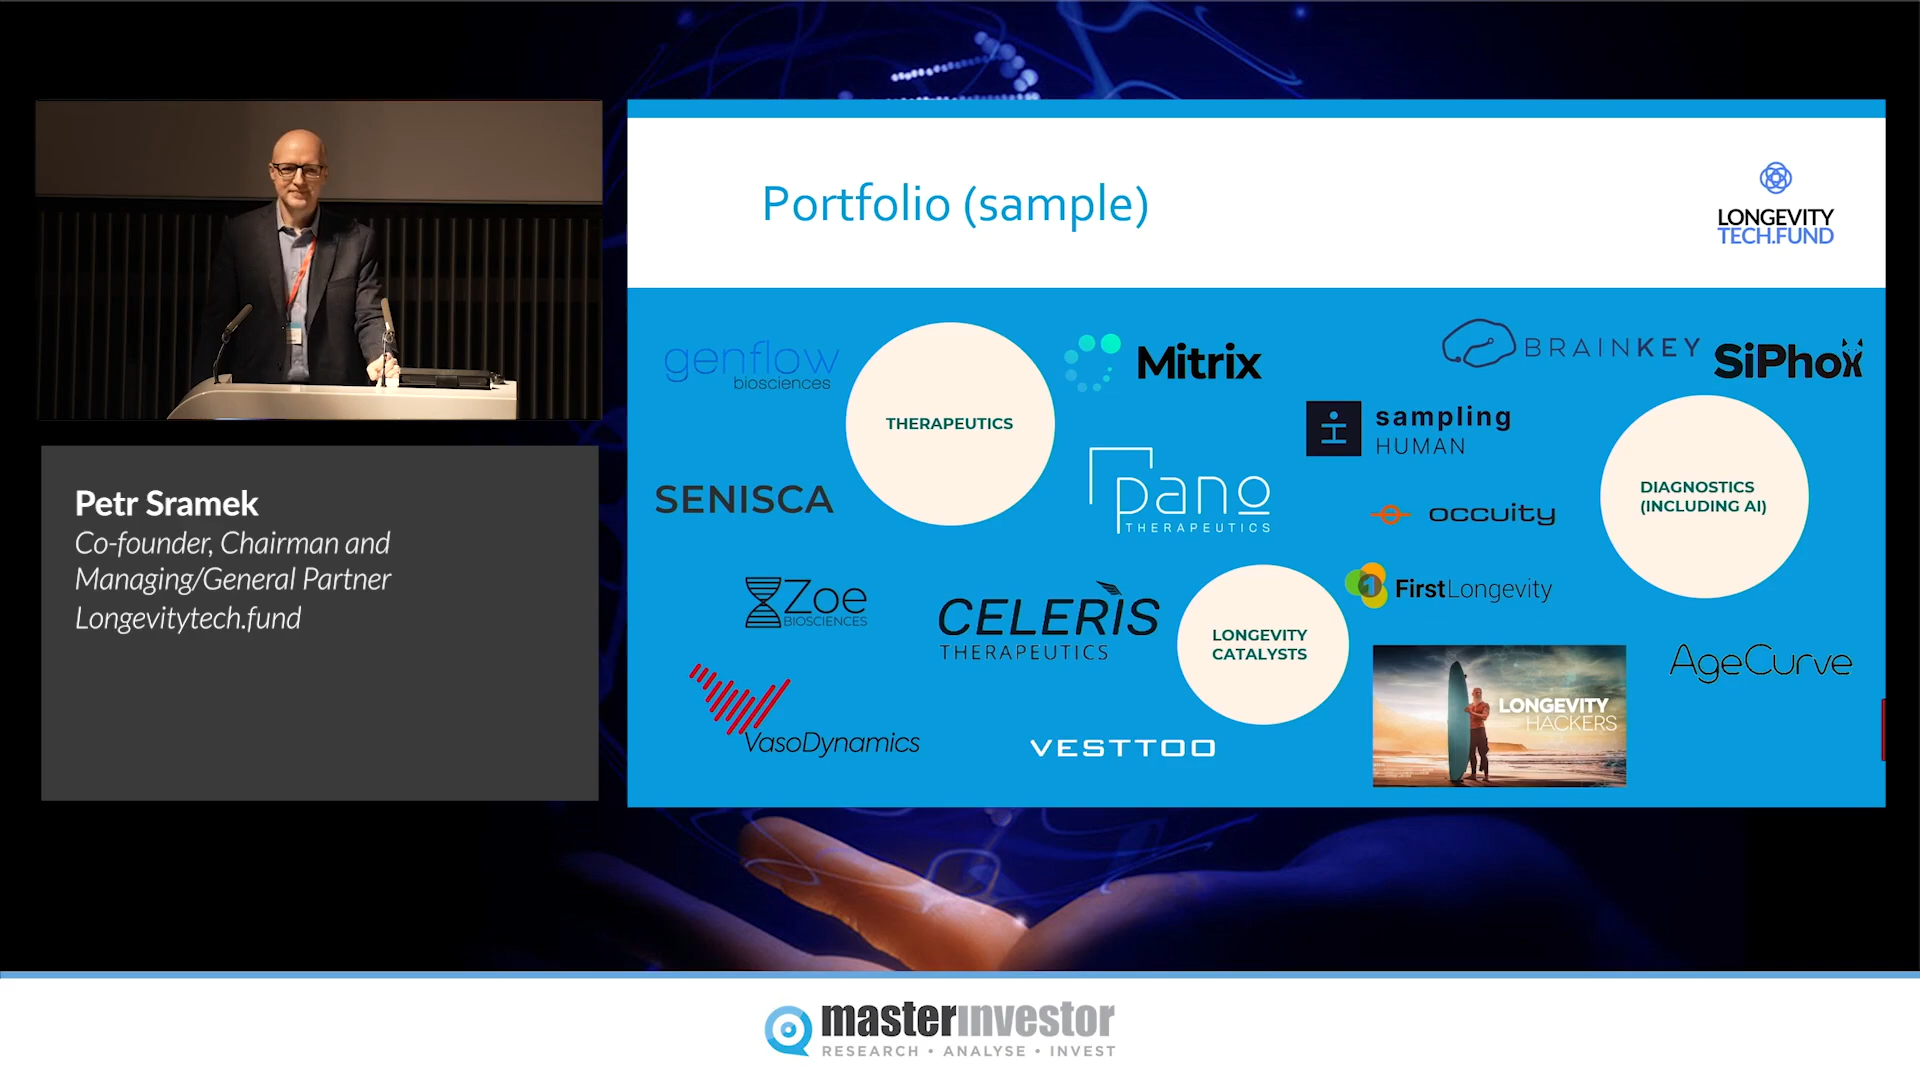 Petr Sramek
Co-founder, Chairman and
Managing/General Partner
Longevitytech.fund
Portfolio (sample)
LONGEVITY
TECH.FUND
genflow
biosciences
THERAPEUTICS
Mitrix
BRAINKEY
SiPhox
sampling
HUMAN
SENISCA
pano
THERAPEUTICS
occuity
DIAGNOSTICS
(INCLUDING AI)
Zoe
BIOSCIENCES
CELERIS
THERAPEUTICS
LONGEVITY
CATALYSTS
1 FirstLongevity
LONGEVITY
HACKERS
AgeCurve
VasoDynamics
VESTTOO
masterinvestor
RESEARCH • ANALYSE • INVEST